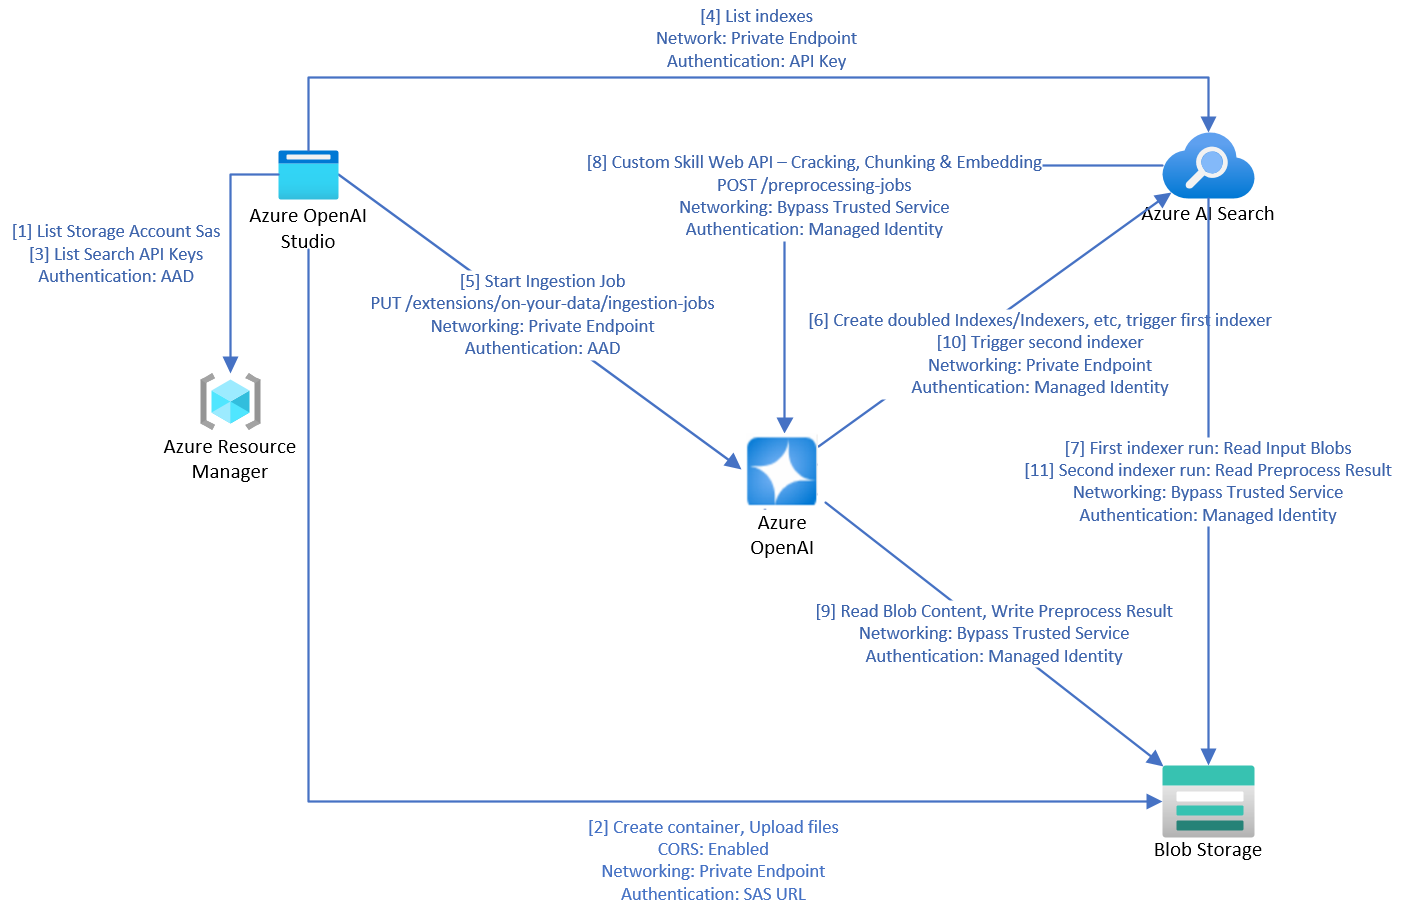 [4] List indexes
Network: Private Endpoint
Authentication: API Key
[8] Custom Skill Web API – Cracking, Chunking & Embedding
POST /preprocessing-jobs
Networking: Bypass Trusted Service
Authentication: Managed Identity
Azure OpenAI
Studio
Azure AI Search
[1] List Storage Account Sas
[3] List Search API Keys
Authentication: AAD
[5] Start Ingestion Job
PUT /extensions/on-your-data/ingestion-jobs
Networking: Private Endpoint
Authentication: AAD
[6] Create doubled Indexes/Indexers, etc, trigger first indexer
[10] Trigger second indexer
Networking: Private Endpoint
Authentication: Managed Identity
Azure Resource
Manager
[7] First indexer run: Read Input Blobs
[11] Second indexer run: Read Preprocess Result
Networking: Bypass Trusted Service
Authentication: Managed Identity
Azure
OpenAI
[9] Read Blob Content, Write Preprocess Result
Networking: Bypass Trusted Service
Authentication: Managed Identity
[2] Create container, Upload files
CORS: Enabled
Networking: Private Endpoint
Authentication: SAS URL
Blob Storage